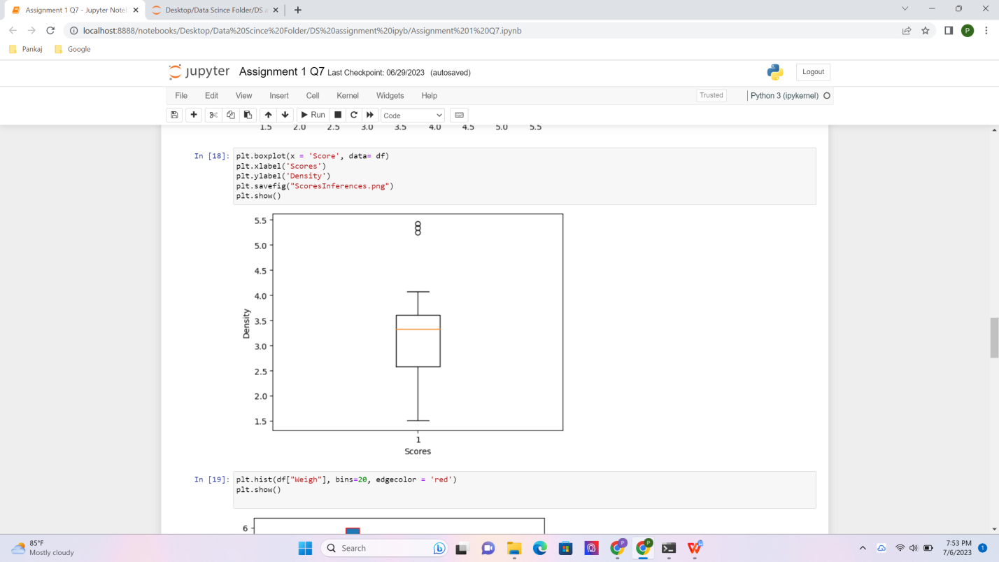 Assignment 1 Q7 - Jupyter Notel
Desktop/Data Scince Folder/DS a
localhost:8888/notebooks/Desktop/Data%20Scince%20Folder/DS%20assignment%20ipyb/Assignment%201%20Q7.ipynb
P
Pankaj
Google
jupyter Assignment 1 Q7 Last Checkpoint: 06/29/2023 (autosaved)
Logout
File Edit View Insert Cell Kernel Widgets Help
Trusted
Python 3 (ipykernel)
Run
Code
1.5 2.0 2.5 3.0 3.5 4.0 4.5 5.0 5.5
In [18]: plt.boxplot(x = 'Score', data= df)
plt.xlabel('Scores')
plt.ylabel('Density')
plt.savefig("ScoresInferences.png")
plt.show()
5.5
5.0
4.5
4.0
3.5
3.0
2.5
2.0
1.5
Density
1
Scores
In [19]: plt.hist(df["Weigh"], bins=20, edgecolor = 'red')
plt.show()
6
85°F
Mostly cloudy
Search
P
P
W
7:53 PM
7/6/2023
1